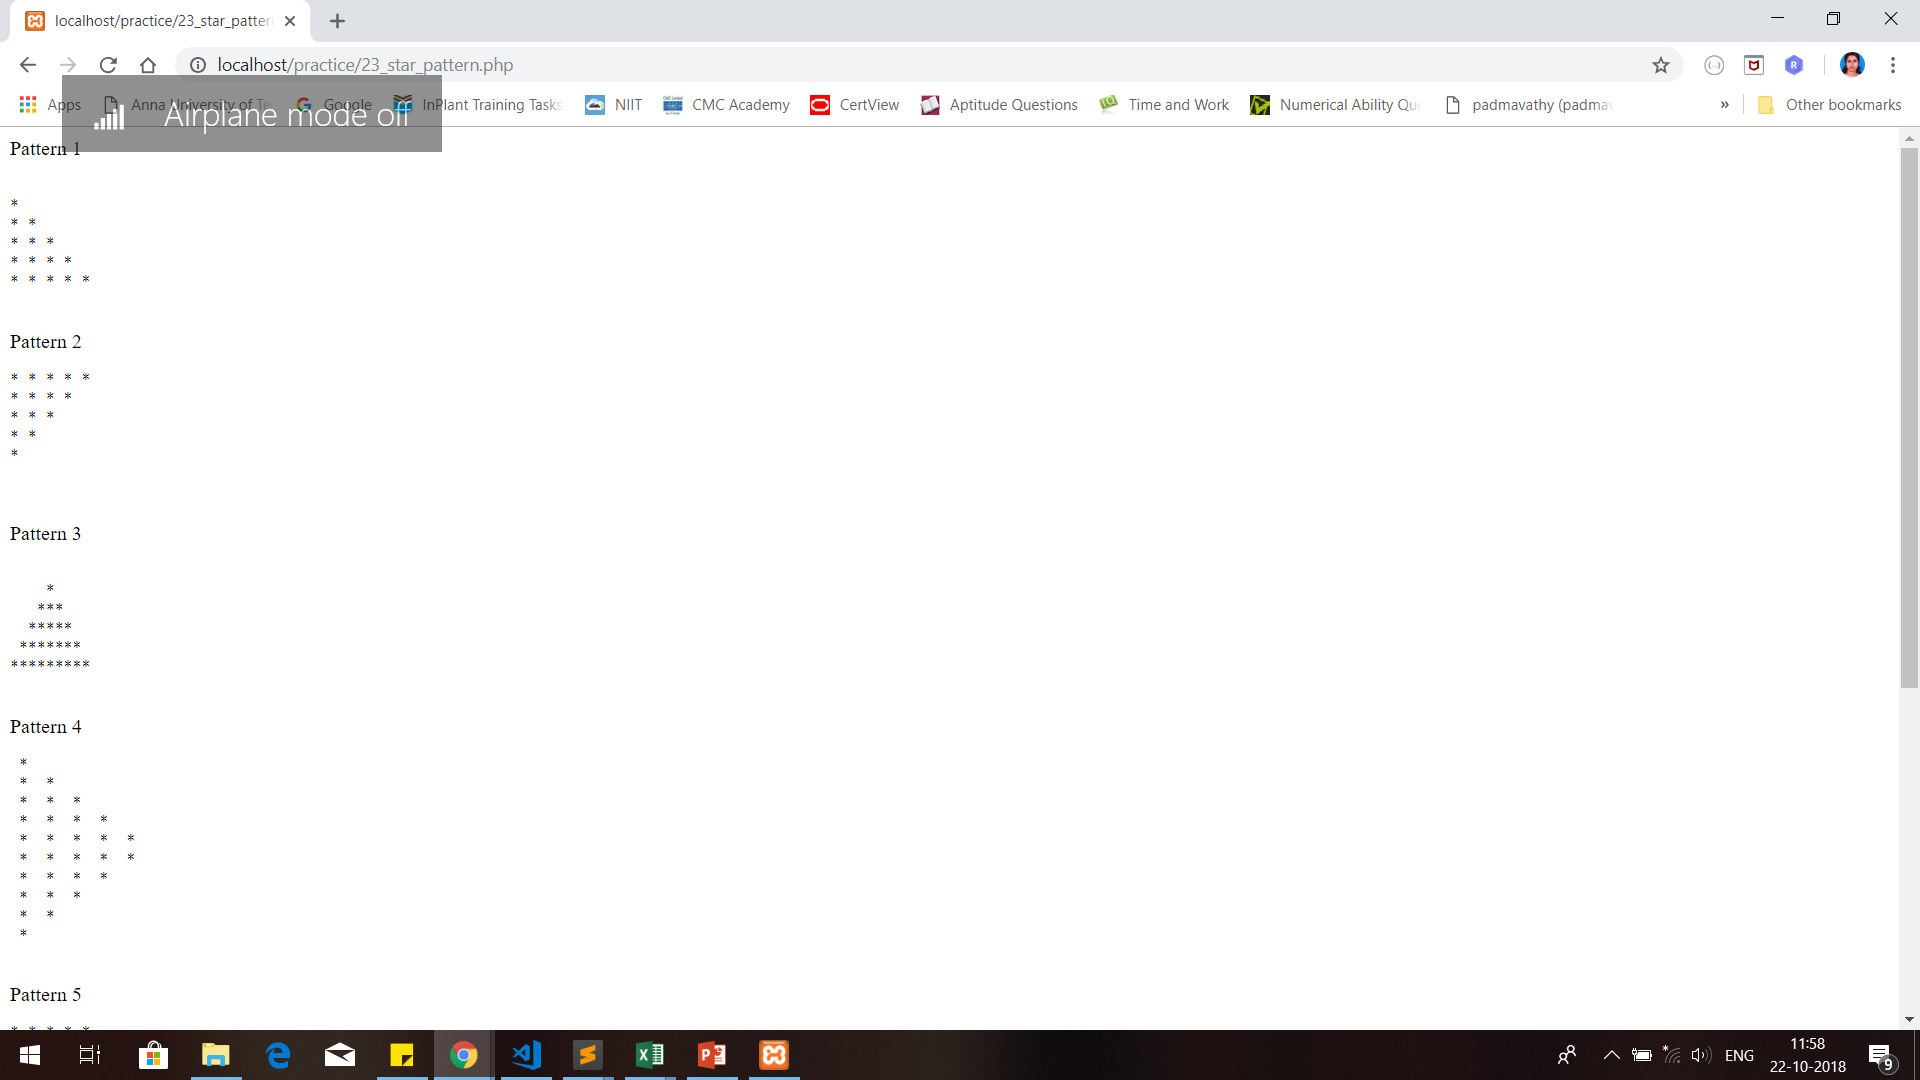 localhost/practice/23_star_patter
localhost/practice/23_star_pattern.php
Apps Anna University of Te Google InPlant Training Tasks NIIT CMC Academy CertView Aptitude Questions Time and Work Numerical Ability Qu padmavathy (padma » Other bookmarks
Airplane mode off
Pattern 1
*
* *
* * *
* * * *
* * * * *
Pattern 2
* * * * *
* * * *
* * *
* *
*
Pattern 3
*
***
*****
*******
*********
Pattern 4
*
* *
* * *
* * * *
* * * * *
* * * * *
* * * *
* * *
* *
*
Pattern 5
* * * * *
ENG
11:58
22-10-2018
9